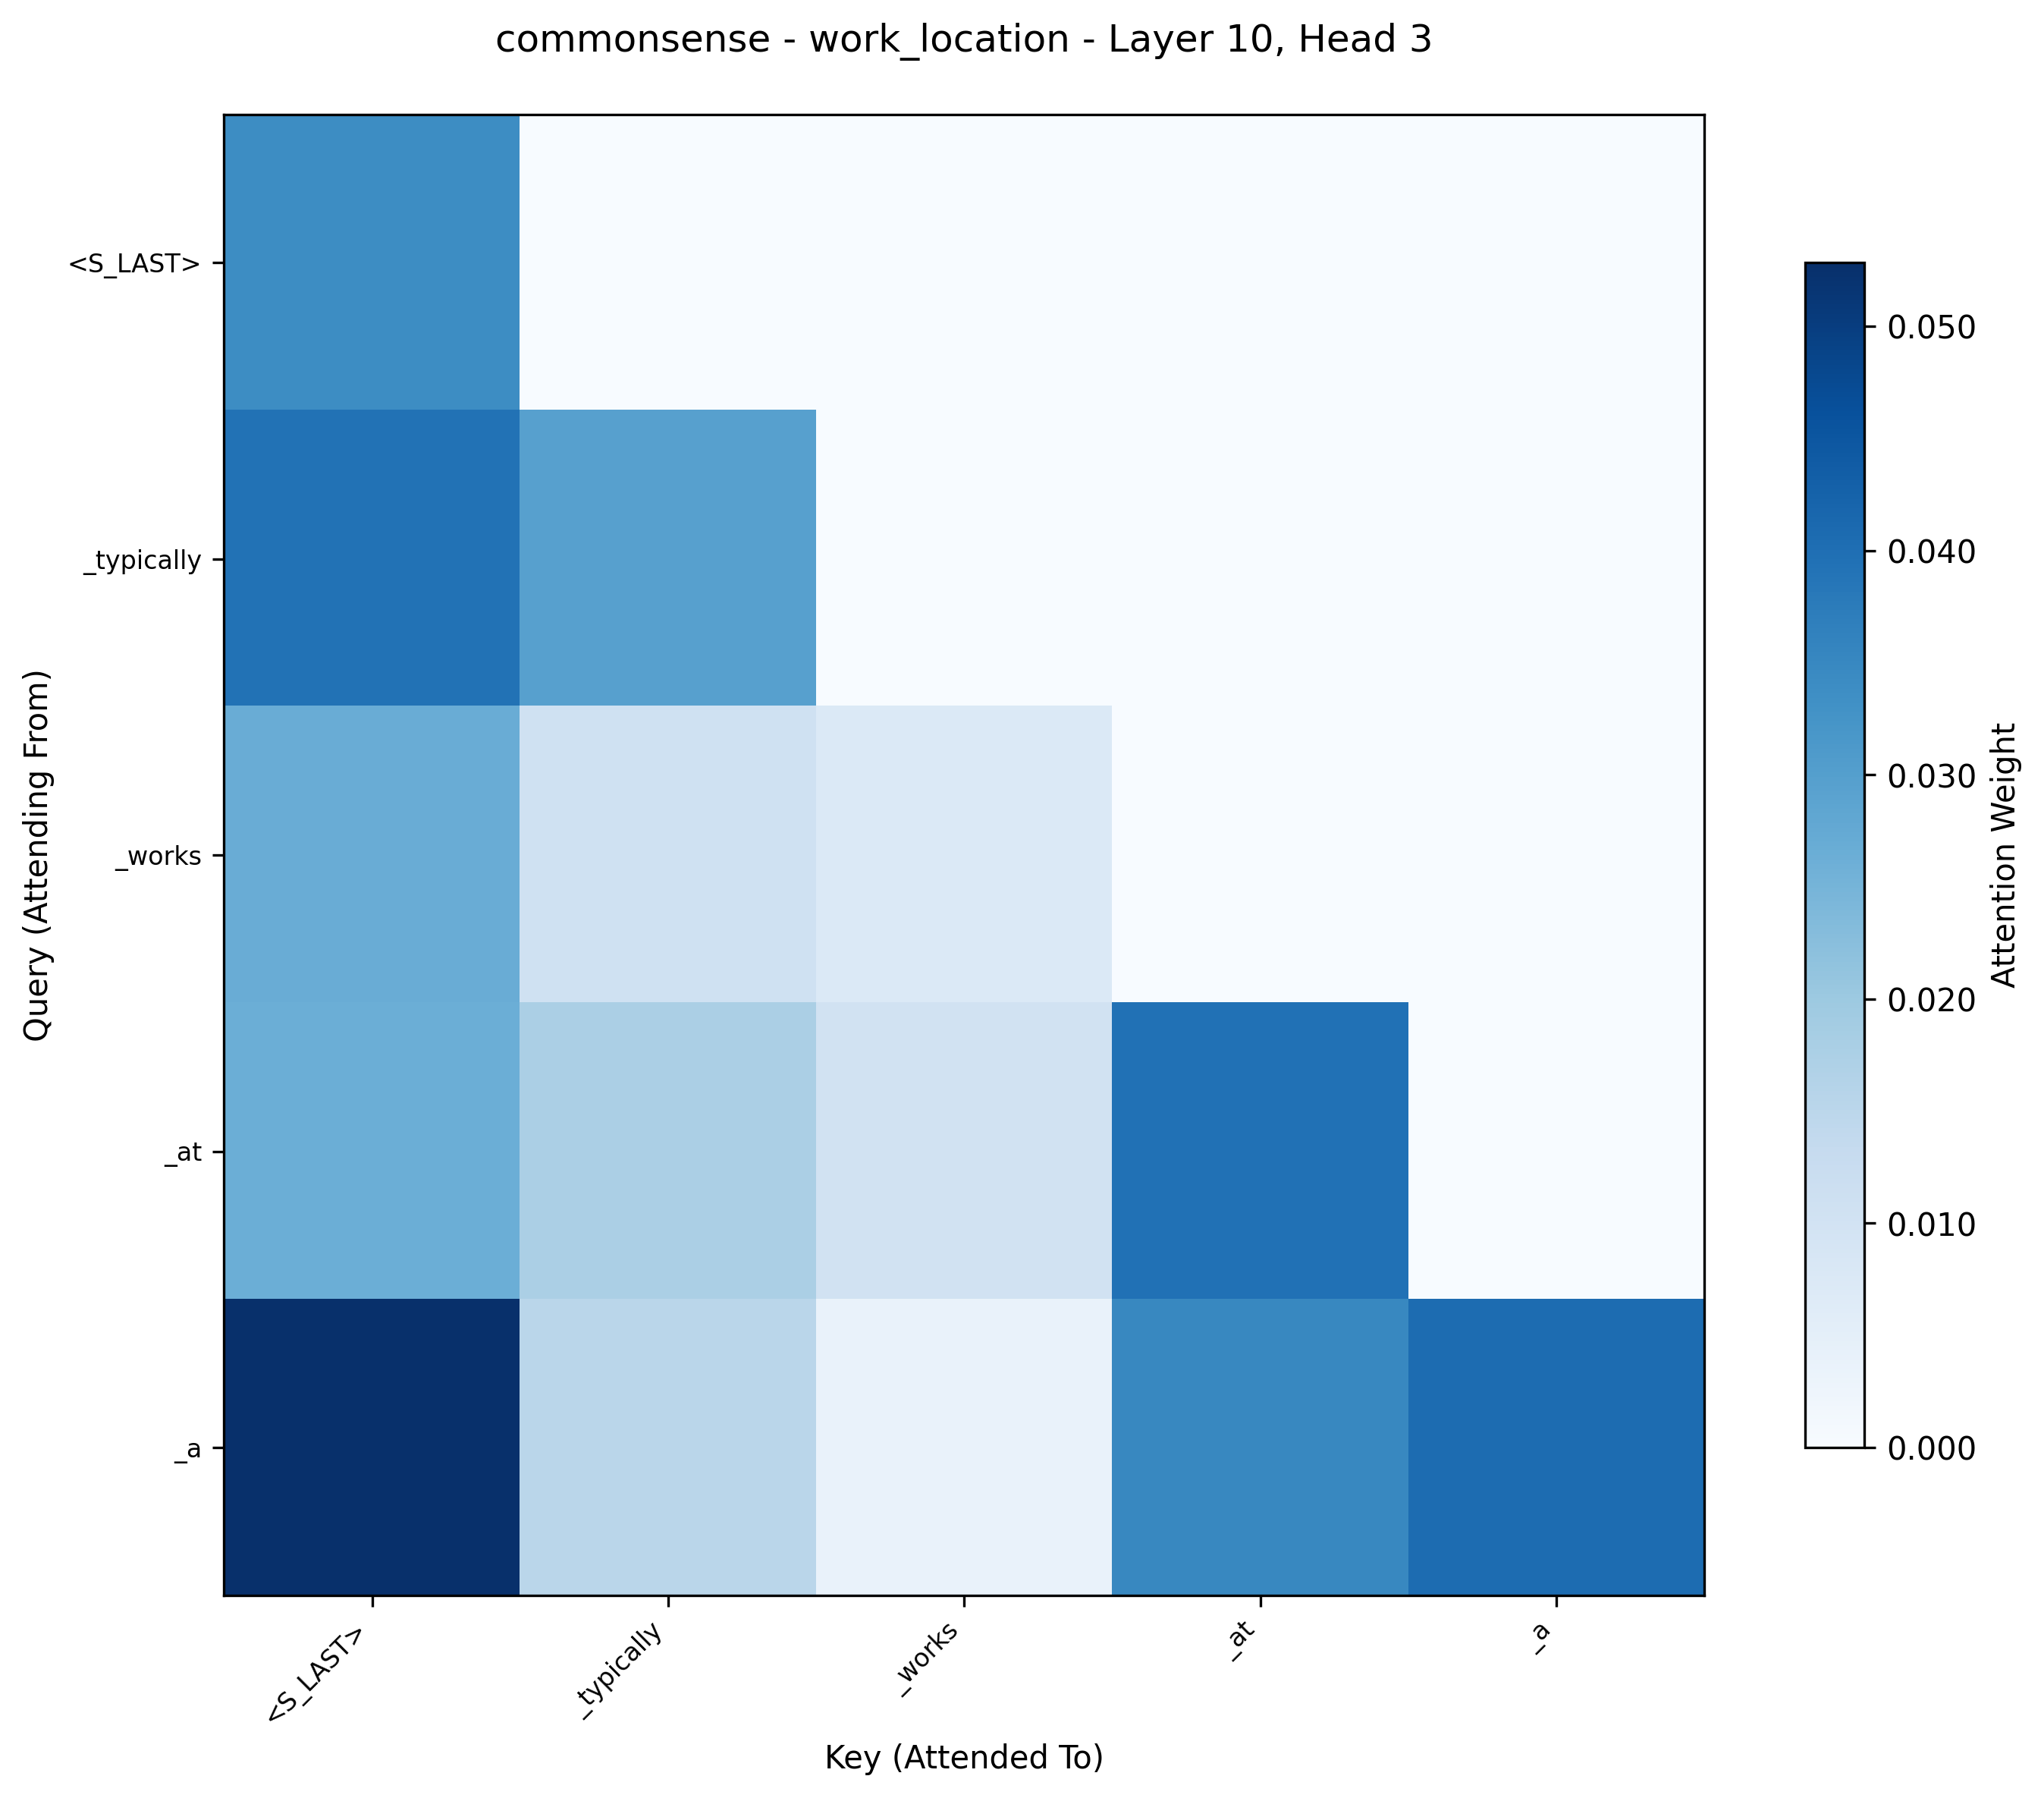 commonsense - work_location - Layer 10, Head 3
Query (Attending From)
<S_LAST>
_typically
_works
_at
_a
<S_LAST>
_typically
_works
_at
_a
Key (Attended To)
0.050
0.040
0.030
0.020
0.010
0.000
Attention Weight